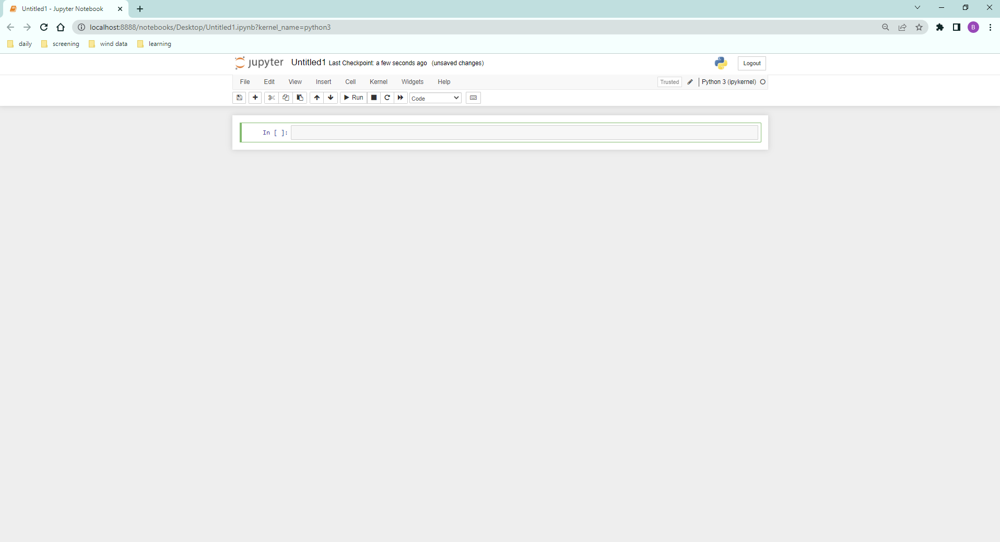 Untitled1 - Jupyter Notebook
localhost:8888/notebooks/Desktop/Untitled1.ipynb?kernel_name=python3
B
daily screening wind data learning
jupyter Untitled1 Last Checkpoint: a few seconds ago (unsaved changes) Logout
File Edit View Insert Cell Kernel Widgets Help Trusted Python 3 (ipykernel)
Run Code
In [ ]: